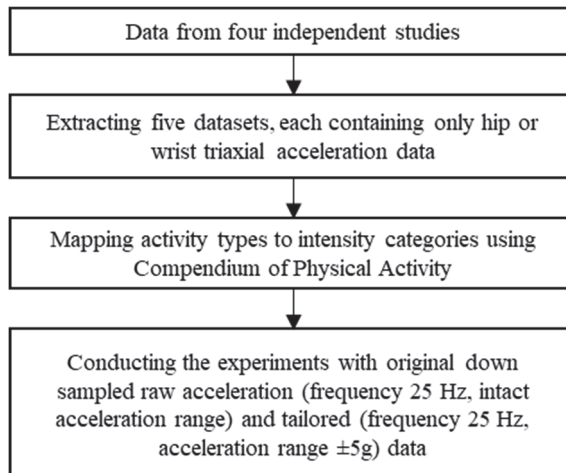 Data from four independent studies
Extracting five datasets, each containing only hip or
wrist triaxial acceleration data
Mapping activity types to intensity categories using
Compendium of Physical Activity
Conducting the experiments with original down
sampled raw acceleration (frequency 25 Hz, intact
acceleration range) and tailored (frequency 25 Hz,
acceleration range ±5g) data